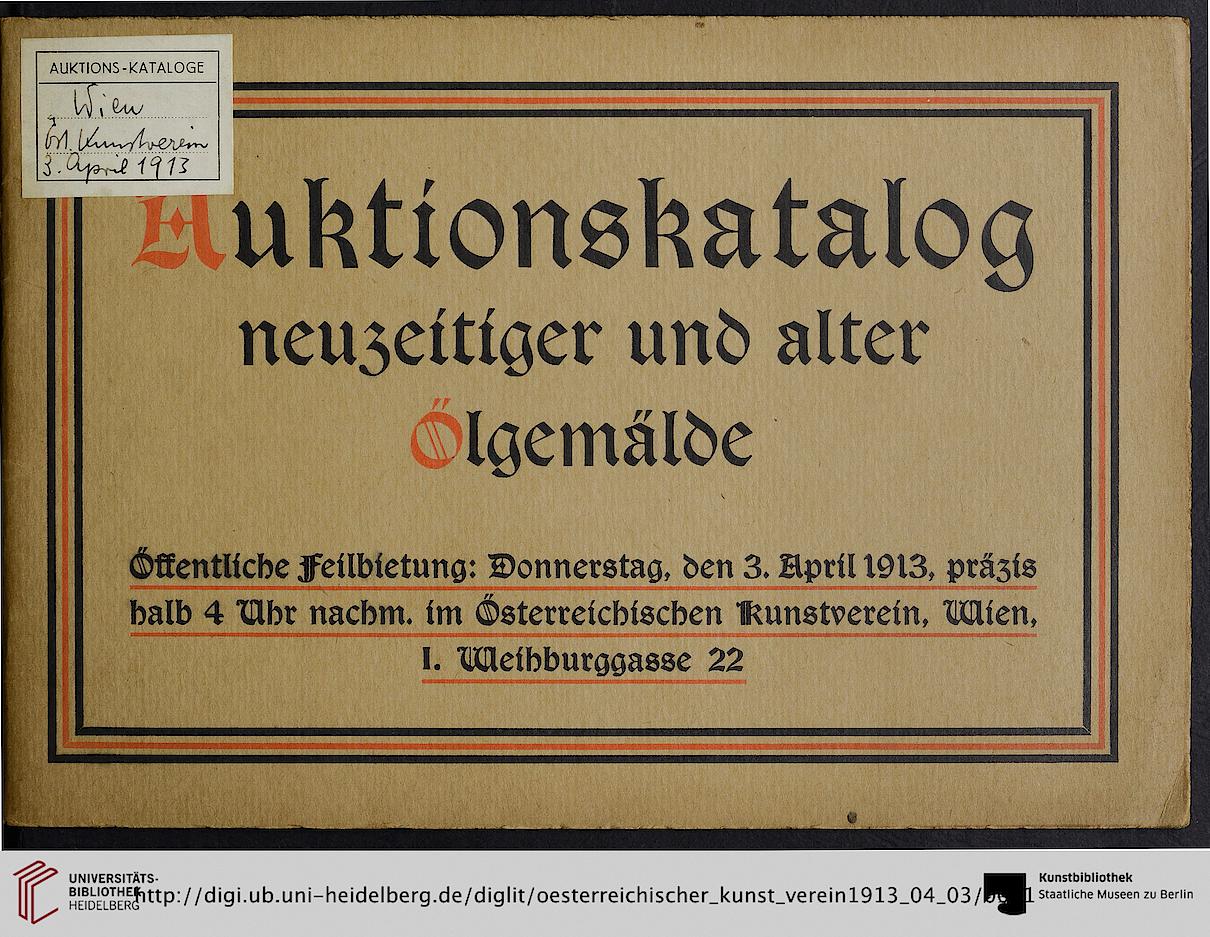 AUKTIONS-KATALOGE
Wien
Öst. Kunstverein
3. April 1913
Auktionskatalog
neuzeitiger und alter
Ölgemälde
Öffentliche Feilbietung: Donnerstag, den 3. April 1913, präzis
halb 4 Uhr nachm. im Österreichischen Kunstverein, Wien,
I. Weihburggasse 22
UNIVERSITÄTS-
BIBLIOTHEK
HEIDELBERG
http://digi.ub.uni-heidelberg.de/diglit/oesterreichischer_kunst_verein1913_04_03/
Kunstbibliothek
Staatliche Museen zu Berlin